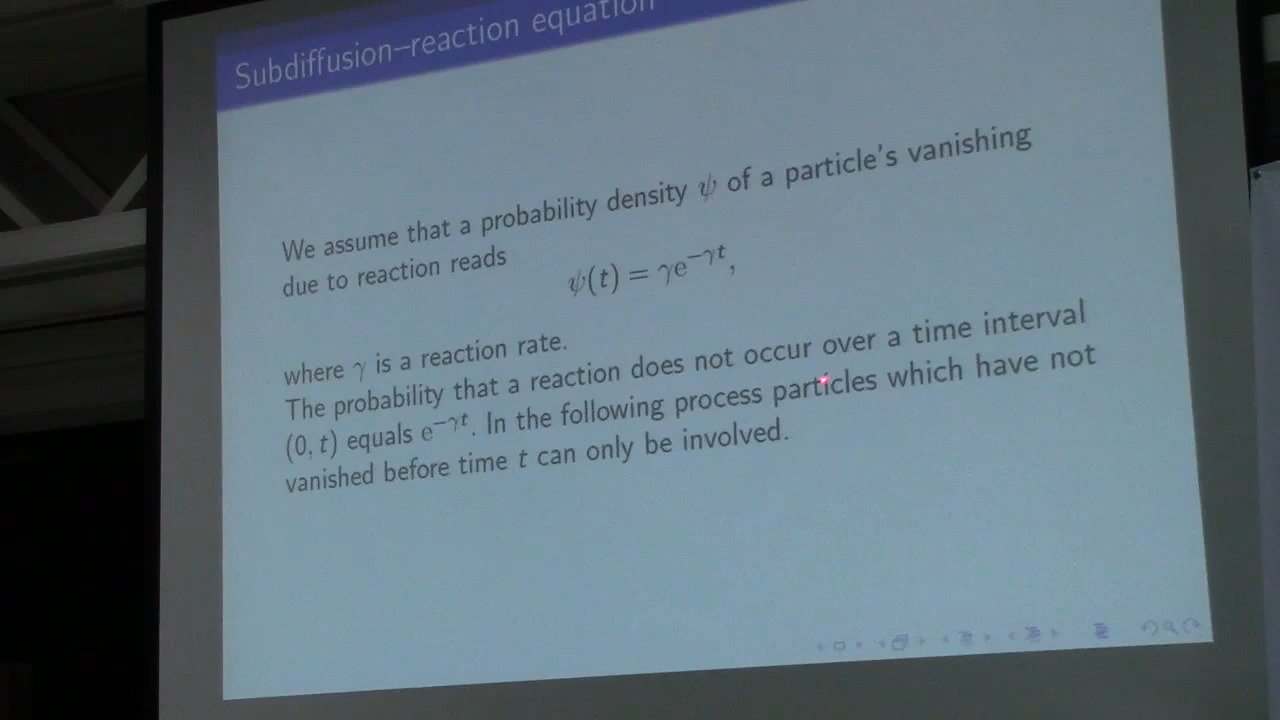 Subdiffusion–reaction equation
We assume that a probability density ψ of a particle's vanishing
due to reaction reads
ψ(t) = γe^{−γt},
where γ is a reaction rate.
The probability that a reaction does not occur over a time interval
(0, t) equals e^{−γt}. In the following process particles which have not
vanished before time t can only be involved.